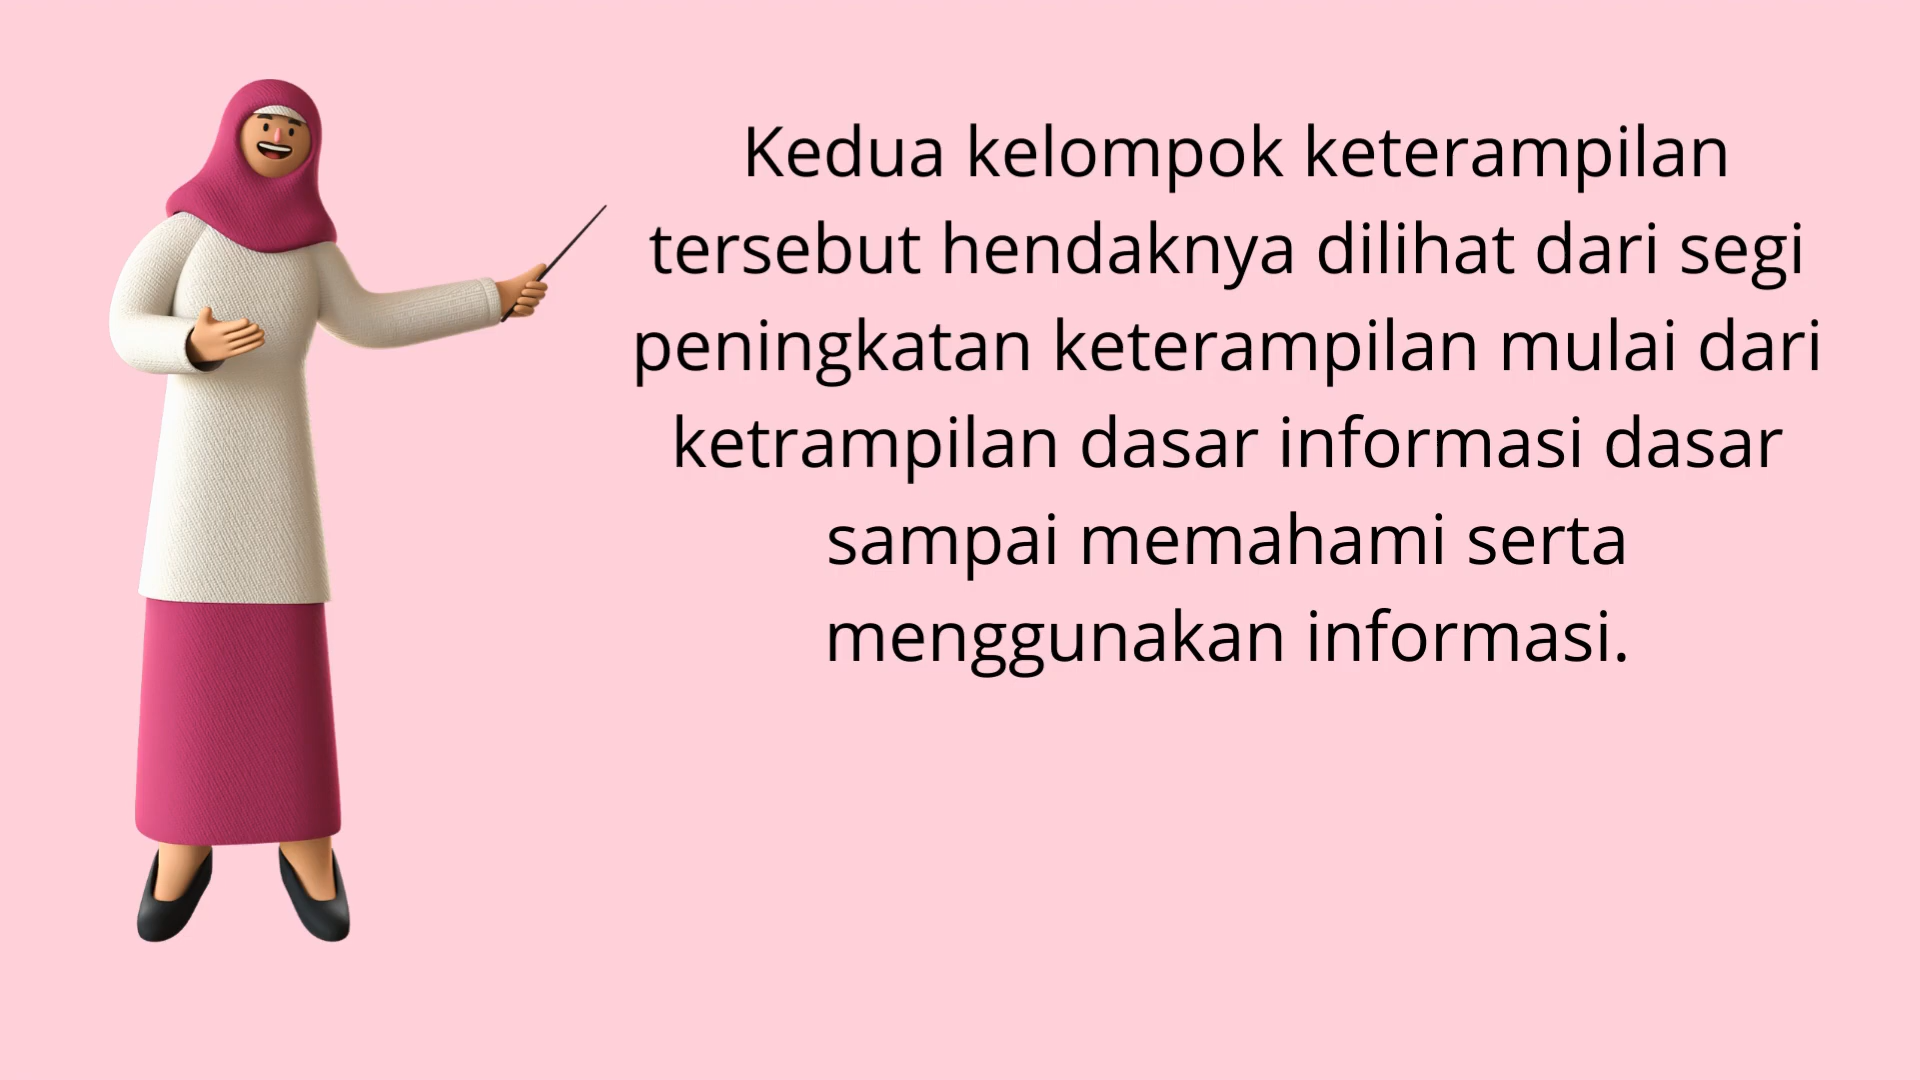 Kedua kelompok keterampilan
tersebut hendaknya dilihat dari segi
peningkatan keterampilan mulai dari
ketrampilan dasar informasi dasar
sampai memahami serta
menggunakan informasi.